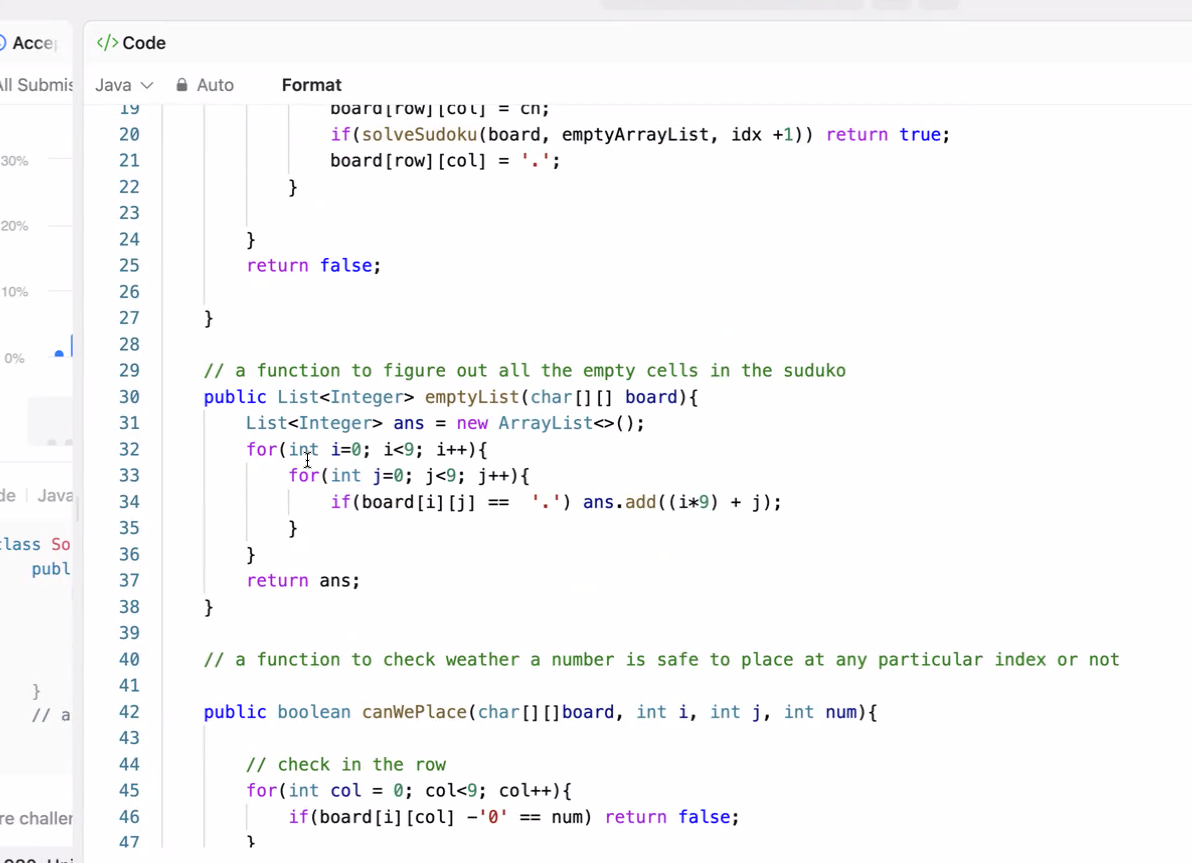 </> Code
All Submis
Java Auto Format
30%
20%
10%
0%
19 board[row][col] = ch;
20 if(solveSudoku(board, emptyArrayList, idx +1)) return true;
21 board[row][col] = '.';
22 }
23
24 }
25 return false;
26
27 }
28
29 // a function to figure out all the empty cells in the suduko
30 public List<Integer> emptyList(char[][] board){
31 List<Integer> ans = new ArrayList<>();
32 for(int i=0; i<9; i++){
33 for(int j=0; j<9; j++){
34 if(board[i][j] == '.') ans.add((i*9) + j);
35 }
36 }
37 return ans;
38 }
39
40 // a function to check weather a number is safe to place at any particular index or not
41
42 public boolean canWePlace(char[][]board, int i, int j, int num){
43
44 // check in the row
45 for(int col = 0; col<9; col++){
46 if(board[i][col] -'0' == num) return false;
47 }
de | Java
class So
publ
}
// a
re challen